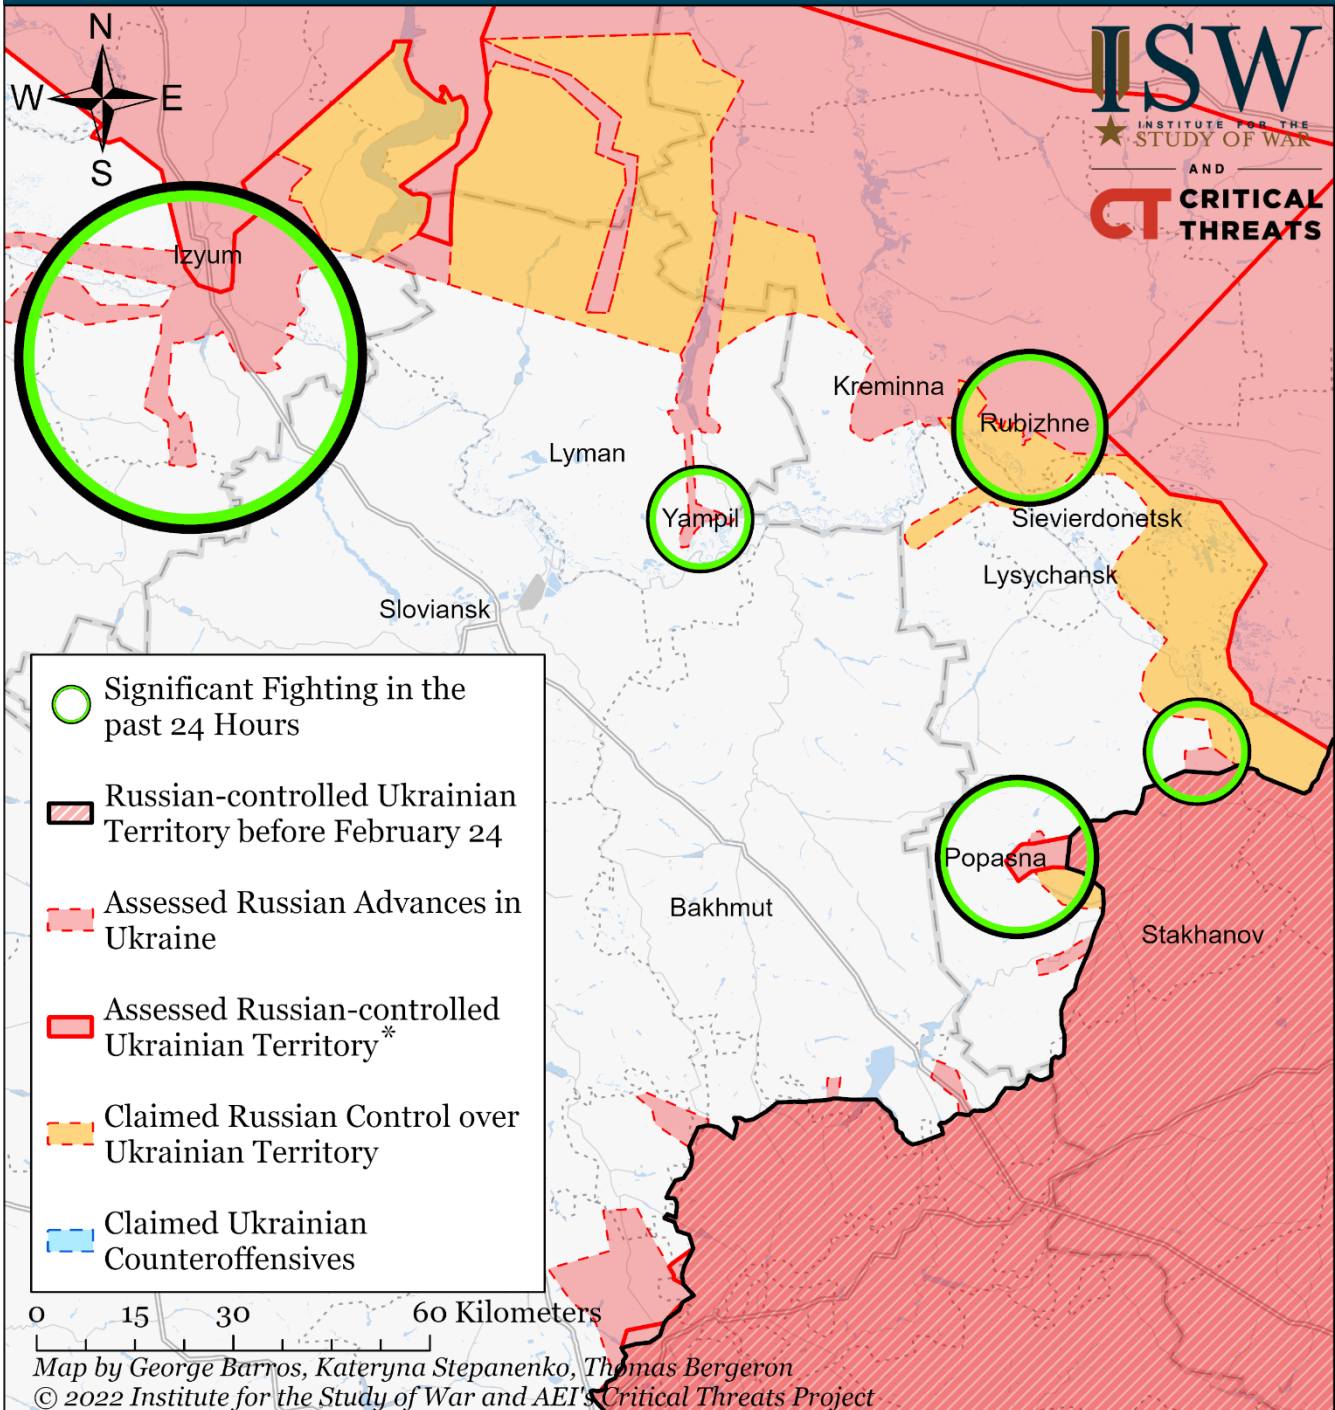 N
W E
S
ISW
INSTITUTE FOR THE
STUDY OF WAR
AND
CT CRITICAL
THREATS
Izyum
Kreminna
Rubizhne
Lyman
Yampil
Sievierdonetsk
Lysychansk
Sloviansk
Popasna
Bakhmut
Stakhanov
Significant Fighting in the
past 24 Hours
Russian-controlled Ukrainian
Territory before February 24
Assessed Russian Advances in
Ukraine
Assessed Russian-controlled
Ukrainian Territory*
Claimed Russian Control over
Ukrainian Territory
Claimed Ukrainian
Counteroffensives
0 15 30 60 Kilometers
Map by George Barros, Kateryna Stepanenko, Thomas Bergeron
© 2022 Institute for the Study of War and AEI's Critical Threats Project